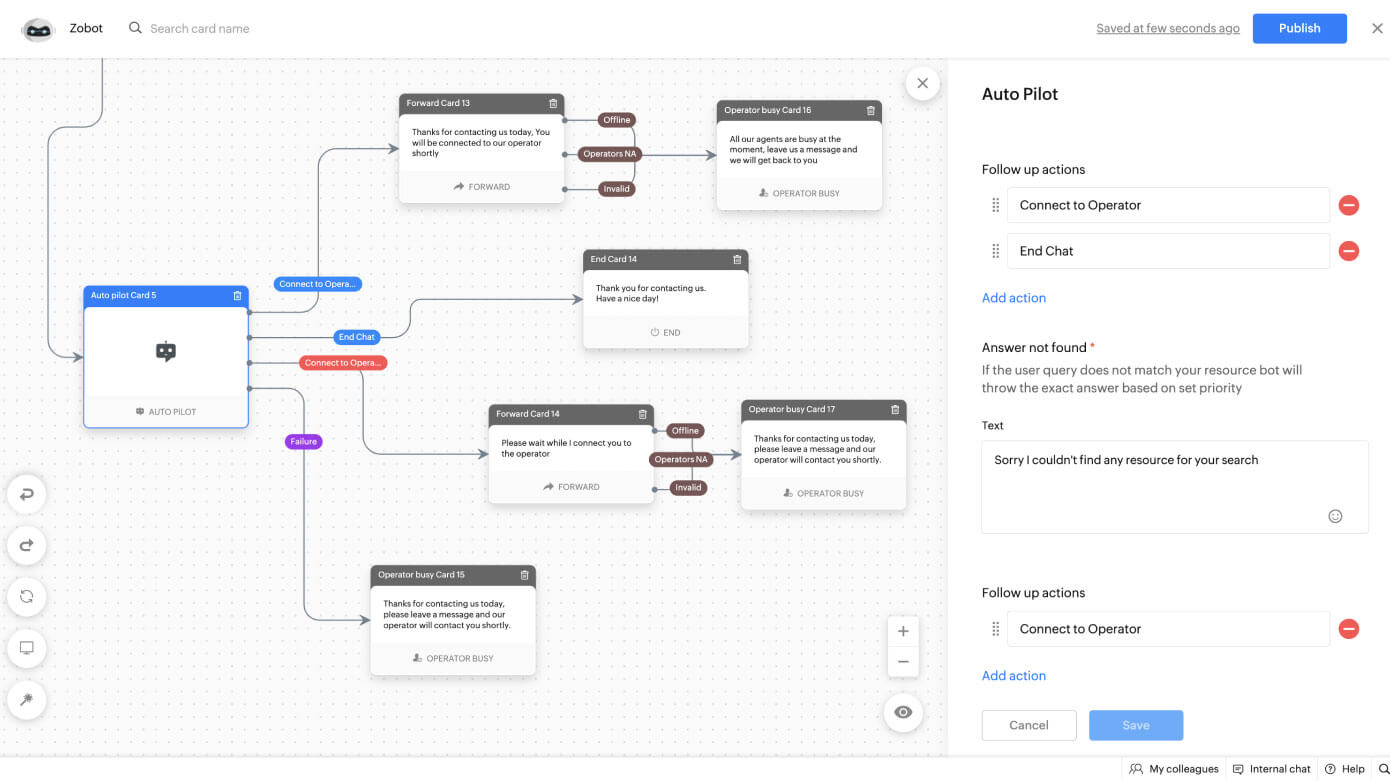 Zobot
Search card name
Saved at few seconds ago
Publish
Forward Card 13
Thanks for contacting us today, You
will be connected to our operator
shortly
FORWARD
Offline
Operators NA
Invalid
Operator busy Card 16
All our agents are busy at the
moment, leave us a message and
we will get back to you
OPERATOR BUSY
End Card 14
Thank you for contacting us.
Have a nice day!
END
Auto pilot Card 5
AUTO PILOT
Connect to Opera...
End Chat
Connect to Opera...
Failure
Forward Card 14
Please wait while I connect you to
the operator
FORWARD
Offline
Operators NA
Invalid
Operator busy Card 17
Thanks for contacting us today,
please leave a message and our
operator will contact you shortly.
OPERATOR BUSY
Operator busy Card 15
Thanks for contacting us today,
please leave a message and our
operator will contact you shortly.
OPERATOR BUSY
Auto Pilot
Follow up actions
Connect to Operator
End Chat
Add action
Answer not found *
If the user query does not match your resource bot will
throw the exact answer based on set priority
Text
Sorry I couldn't find any resource for your search
Follow up actions
Connect to Operator
Add action
Cancel
Save
My colleagues
Internal chat
Help